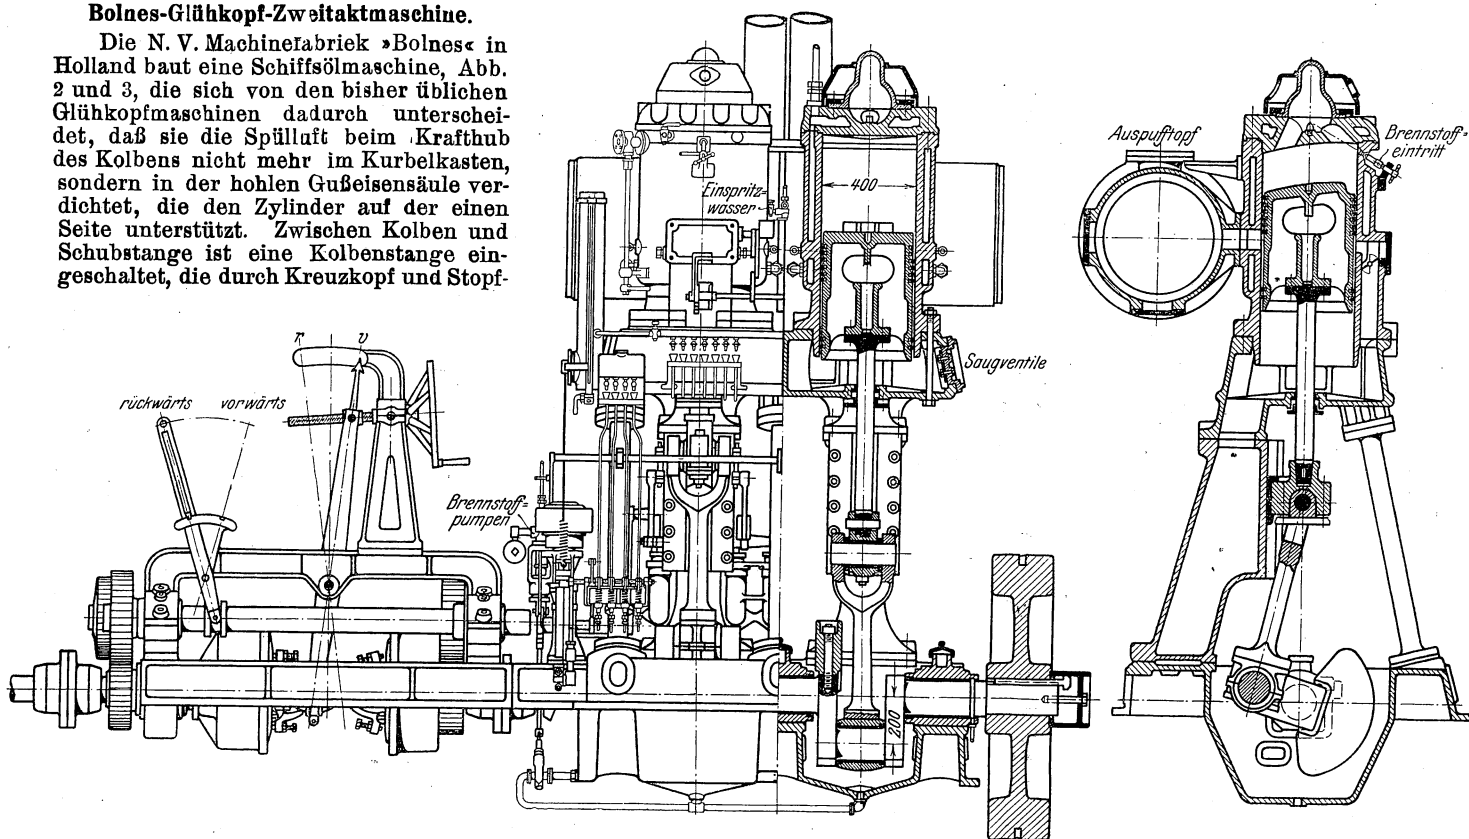 Bolnes-Glühkopf-Zweitaktmaschine.
Die N. V. Machinefabriek »Bolnes« in
Holland baut eine Schiffsölmaschine, Abb.
2 und 3, die sich von den bisher üblichen
Glühkopfmaschinen dadurch unterschei-
det, daß sie die Spülluft beim Krafthub
des Kolbens nicht mehr im Kurbelkasten,
sondern in der hohlen Gußeisensäule ver-
dichtet, die den Zylinder auf der einen
Seite unterstützt. Zwischen Kolben und
Schubstange ist eine Kolbenstange ein-
geschaltet, die durch Kreuzkopf und Stopf-
r v
rückwärts vorwärts
Brennstoff=
pumpen
Einspritz=
wasser
400
Saugventile
200
Auspufftopf
Brennstoff=
eintritt